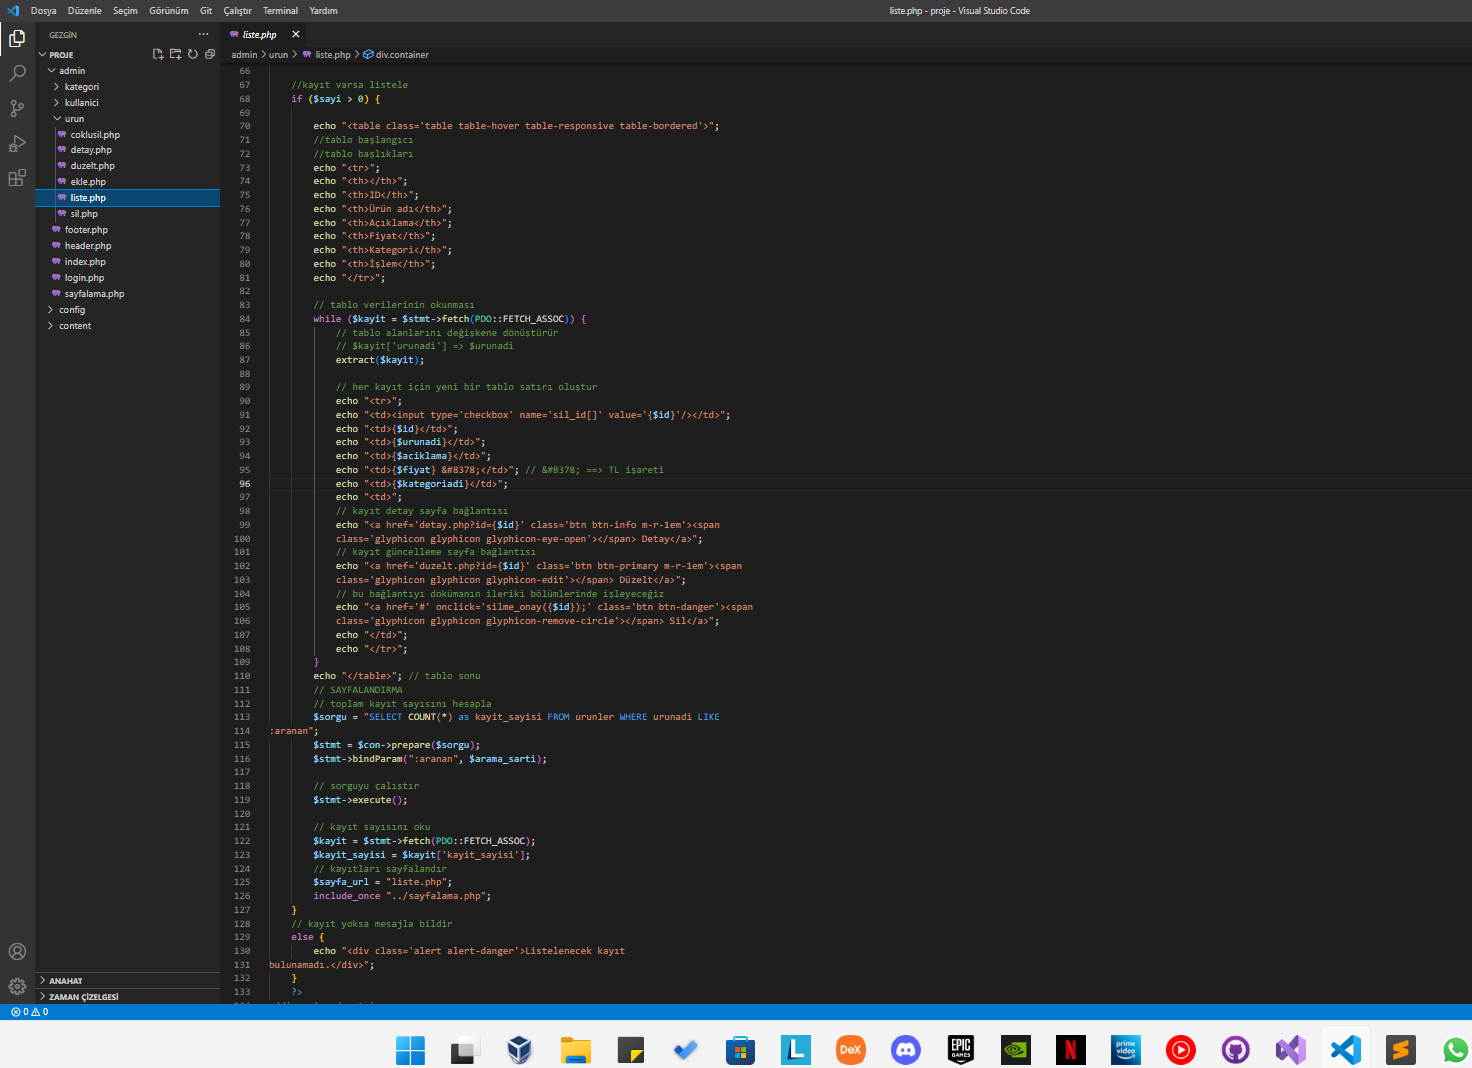 Dosya Düzenle Seçim Görünüm Git Çalıştır Terminal Yardım
liste.php - proje - Visual Studio Code
GEZGİN ...
PROJE
admin
kategori
kullanici
urun
coklusil.php
detay.php
duzelt.php
ekle.php
liste.php
sil.php
footer.php
header.php
index.php
login.php
sayfalama.php
config
content
ANAHAT
ZAMAN ÇİZELGESİ
liste.php
admin > urun > liste.php > div.container
66
67 //kayıt varsa listele
68 if ($sayi > 0) {
69
70 echo "<table class='table table-hover table-responsive table-bordered'>";
71 //tablo başlangıcı
72 //tablo başlıkları
73 echo "<tr>";
74 echo "<th></th>";
75 echo "<th>ID</th>";
76 echo "<th>Ürün adı</th>";
77 echo "<th>Açıklama</th>";
78 echo "<th>Fiyat</th>";
79 echo "<th>Kategori</th>";
80 echo "<th>İşlem</th>";
81 echo "</tr>";
82
83 // tablo verilerinin okunması
84 while ($kayit = $stmt->fetch(PDO::FETCH_ASSOC)) {
85 // tablo alanlarını değişkene dönüştürür
86 // $kayit['urunadi'] => $urunadi
87 extract($kayit);
88
89 // her kayıt için yeni bir tablo satırı oluştur
90 echo "<tr>";
91 echo "<td><input type='checkbox' name='sil_id[]' value='{$id}'/></td>";
92 echo "<td>{$id}</td>";
93 echo "<td>{$urunadi}</td>";
94 echo "<td>{$aciklama}</td>";
95 echo "<td>{$fiyat} &#8378;</td>"; // &#8378; ==> TL işareti
96 echo "<td>{$kategoriadi}</td>";
97 echo "<td>";
98 // kayıt detay sayfa bağlantısı
99 echo "<a href='detay.php?id={$id}' class='btn btn-info m-r-1em'><span
100 class='glyphicon glyphicon glyphicon-eye-open'></span> Detay</a>";
101 // kayıt güncelleme sayfa bağlantısı
102 echo "<a href='duzelt.php?id={$id}' class='btn btn-primary m-r-1em'><span
103 class='glyphicon glyphicon glyphicon-edit'></span> Düzelt</a>";
104 // bu bağlantıyı dokümanın ileriki bölümlerinde işleyeceğiz
105 echo "<a href='#' onclick='silme_onay({$id});' class='btn btn-danger'><span
106 class='glyphicon glyphicon glyphicon-remove-circle'></span> Sil</a>";
107 echo "</td>";
108 echo "</tr>";
109 }
110 echo "</table>"; // tablo sonu
111 // SAYFALANDIRMA
112 // toplam kayıt sayısını hesapla
113 $sorgu = "SELECT COUNT(*) as kayit_sayisi FROM urunler WHERE urunadi LIKE
114 :aranan";
115 $stmt = $con->prepare($sorgu);
116 $stmt->bindParam(":aranan", $arama_sarti);
117
118 // sorguyu çalıştır
119 $stmt->execute();
120
121 // kayıt sayısını oku
122 $kayit = $stmt->fetch(PDO::FETCH_ASSOC);
123 $kayit_sayisi = $kayit['kayit_sayisi'];
124 // kayıtları sayfalandır
125 $sayfa_url = "liste.php";
126 include_once "../sayfalama.php";
127 }
128 // kayıt yoksa mesajla bildir
129 else {
130 echo "<div class='alert alert-danger'>Listelenecek kayıt
131 bulunamadı.</div>";
132 }
133 ?>
0 0
L
DeX
EPIC GAMES
N
prime video
S